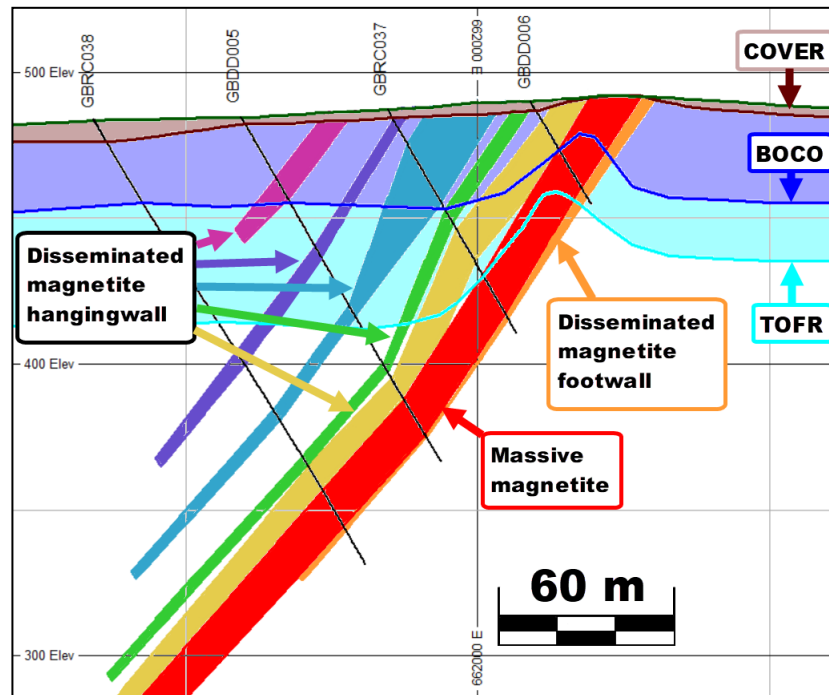 GBRC038
GBDD005
GBRC037
662000 E
GBDD006
COVER
500 Elev
BOCO
Disseminated
magnetite
hangingwall
Disseminated
magnetite
footwall
TOFR
400 Elev
Massive
magnetite
60 m
300 Elev
662000 E